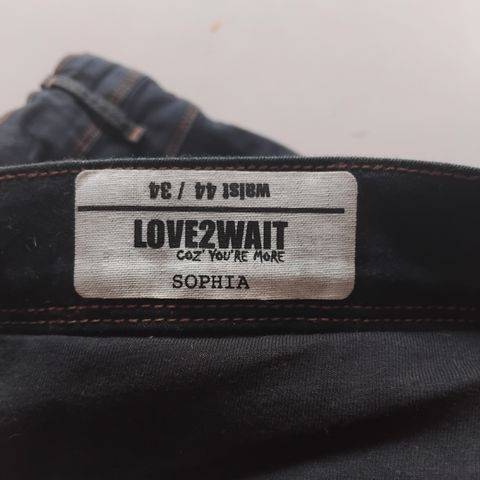 waist 44 / 34
LOVE2WAIT
COZ' YOU'RE MORE
SOPHIA